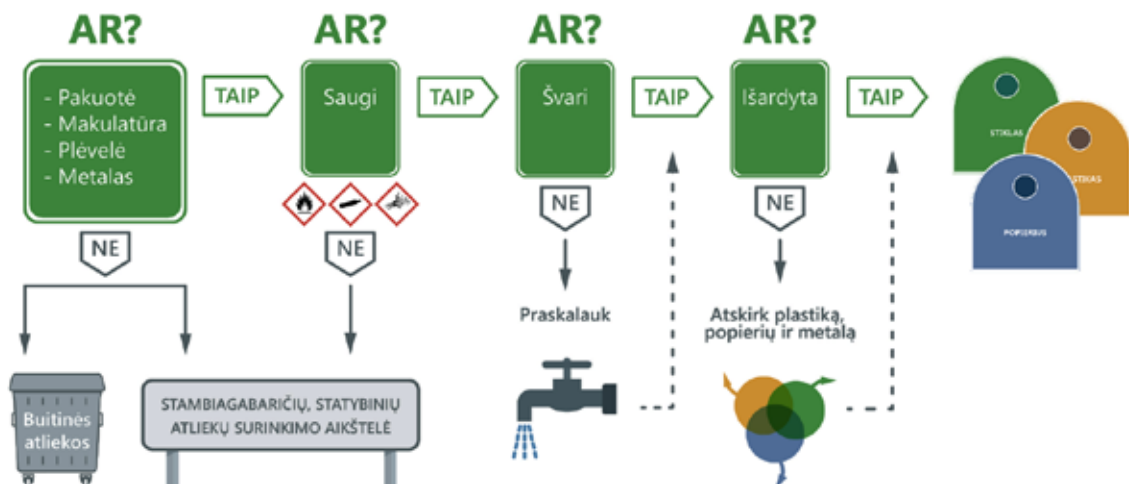 AR?
AR?
AR?
AR?
- Pakuotė
- Makulatūra
- Plėvelė
- Metalas
TAIP
Saugi
TAIP
Švari
TAIP
Išardyta
TAIP
STIKLAS
ASTIKAS
POPIERIUS
NE
NE
NE
NE
Praskalauk
Atskirk plastiką,
popierių ir metalą
Buitinės
atliekos
STAMBIAGABARIČIŲ, STATYBINIŲ
ATLIEKŲ SURINKIMO AIKŠTELĖ